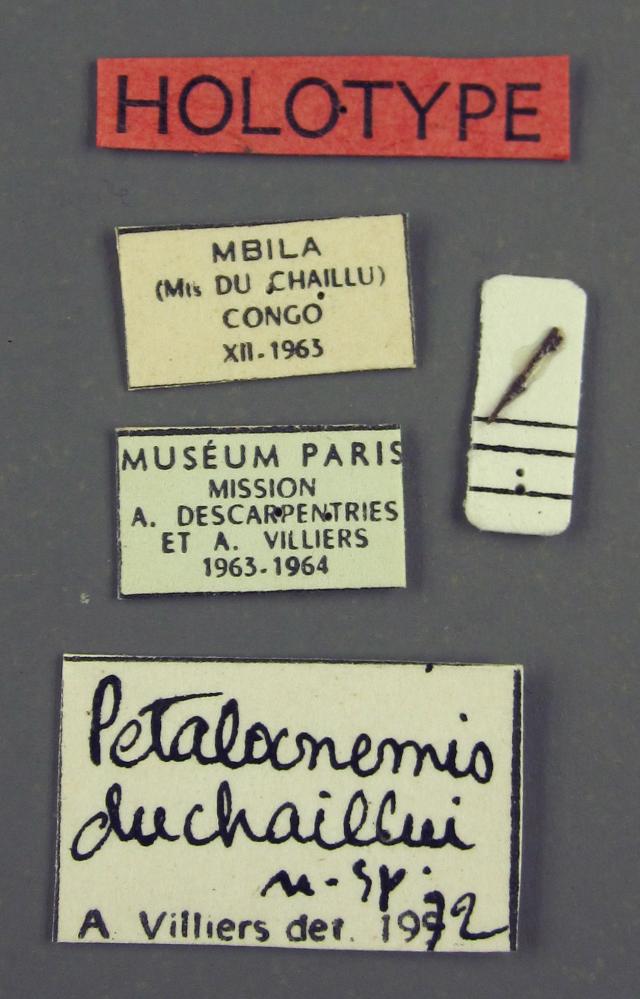 HOLOTYPE
MBILA
(Mts DU CHAILLU)
CONGO
XII-1963
MUSÉUM PARIS
MISSION
A. DESCARPENTRIES
ET A. VILLIERS
1963-1964
Petalocnemis
duchaillui
n-sp.
A Villiers det. 1972